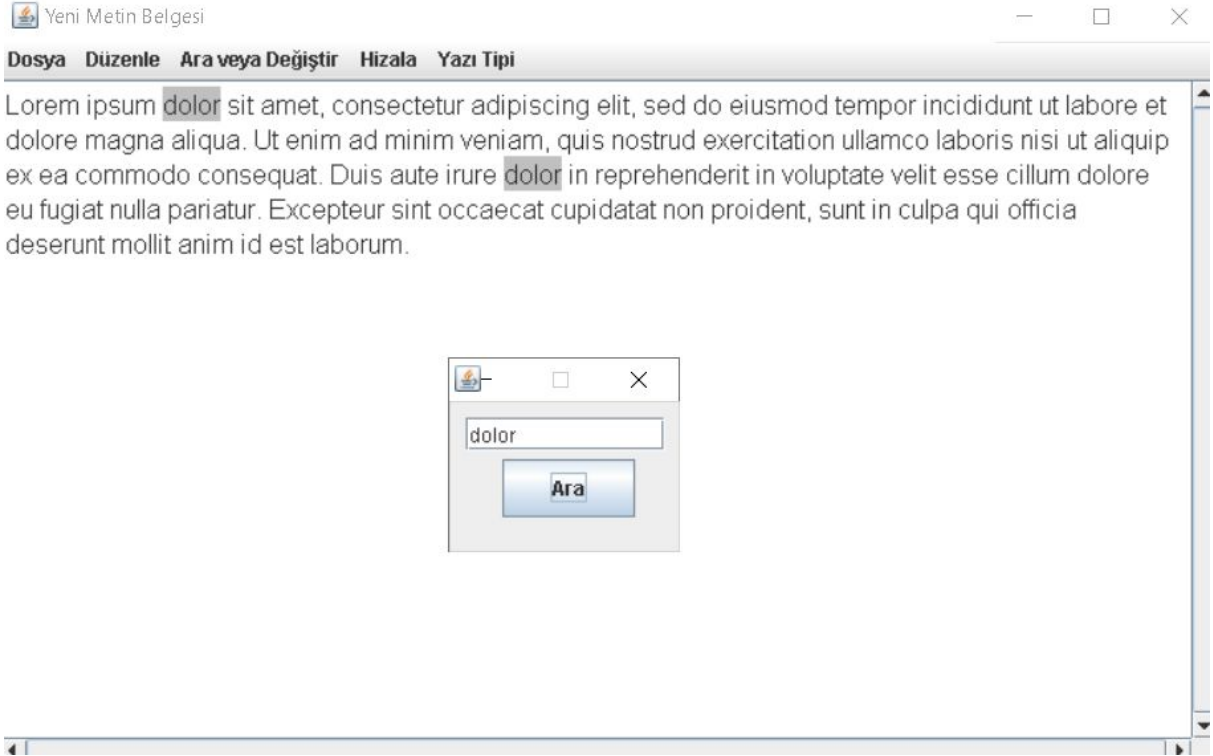 Yeni Metin Belgesi
Dosya Düzenle Ara veya Değiştir Hizala Yazı Tipi
Lorem ipsum dolor sit amet, consectetur adipiscing elit, sed do eiusmod tempor incididunt ut labore et
dolore magna aliqua. Ut enim ad minim veniam, quis nostrud exercitation ullamco laboris nisi ut aliquip
ex ea commodo consequat. Duis aute irure dolor in reprehenderit in voluptate velit esse cillum dolore
eu fugiat nulla pariatur. Excepteur sint occaecat cupidatat non proident, sunt in culpa qui officia
deserunt mollit anim id est laborum.
dolor
Ara